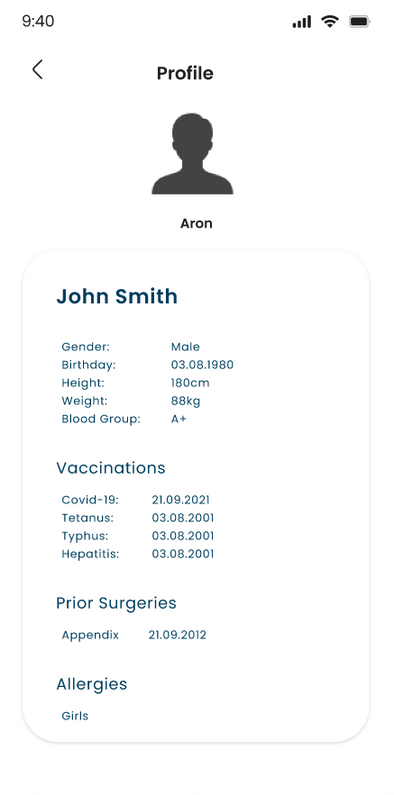 9:40
Profile
Aron
John Smith
Gender: Male
Birthday: 03.08.1980
Height: 180cm
Weight: 88kg
Blood Group: A+
Vaccinations
Covid-19: 21.09.2021
Tetanus: 03.08.2001
Typhus: 03.08.2001
Hepatitis: 03.08.2001
Prior Surgeries
Appendix 21.09.2012
Allergies
Girls